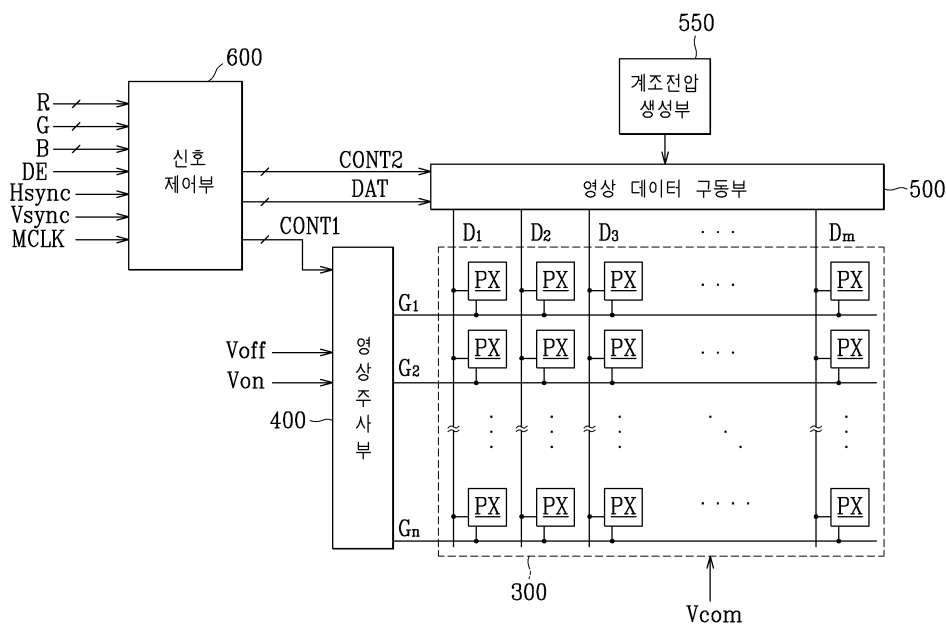 550
600
계조전압
생성부
R
G
B
DE
Hsync
Vsync
MCLK
신호
제어부
CONT2
DAT
CONT1
영상 데이터 구동부
500
D1 D2 D3 · · · Dm
PX PX PX · · · PX
G1
Voff
Von
영상주사부
400
PX PX PX · · · PX
G2
PX PX PX · · · · PX
Gn
300
Vcom